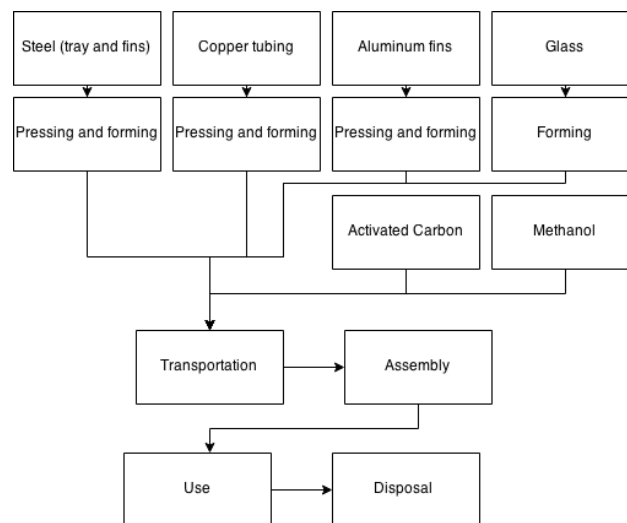 Steel (tray and fins)
Copper tubing
Aluminum fins
Glass
Pressing and forming
Pressing and forming
Pressing and forming
Forming
Activated Carbon
Methanol
Transportation
Assembly
Use
Disposal